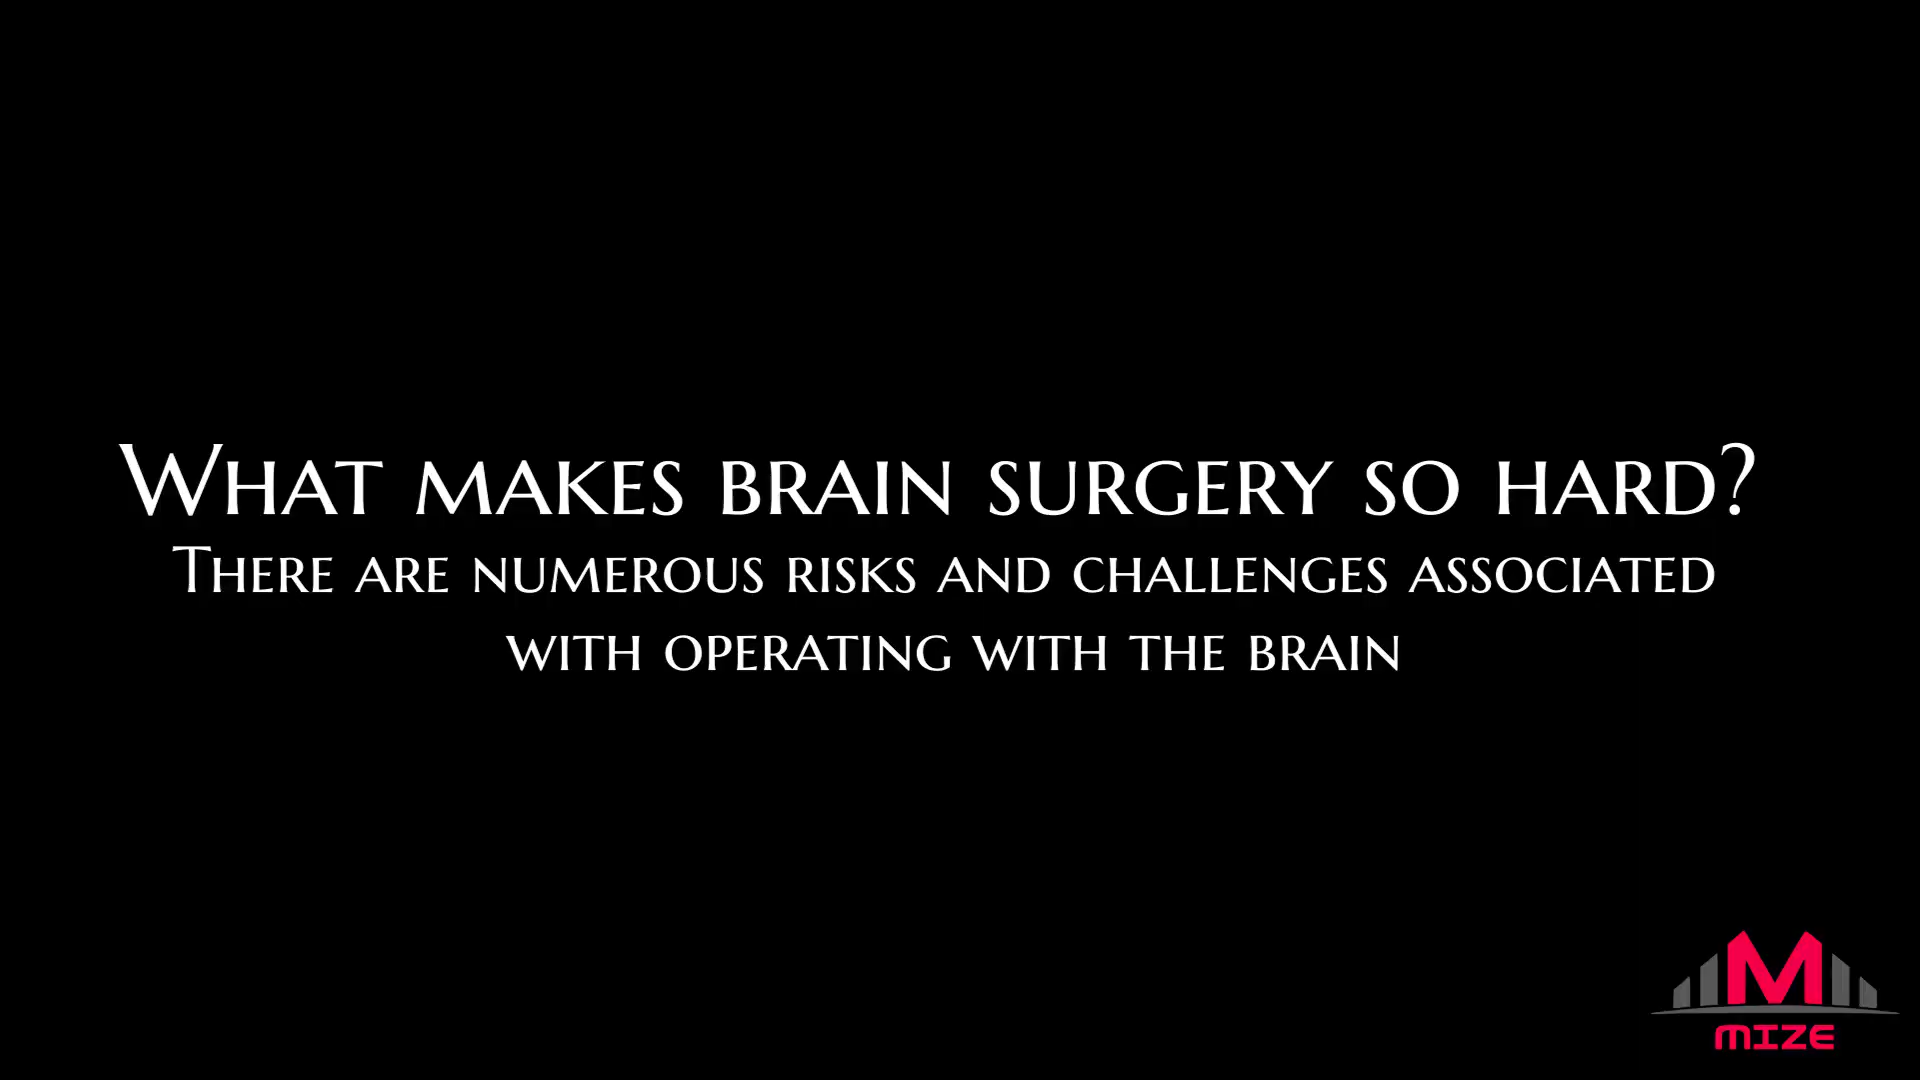 What makes brain surgery so hard?
There are numerous risks and challenges associated
with operating with the brain
M
MIZE